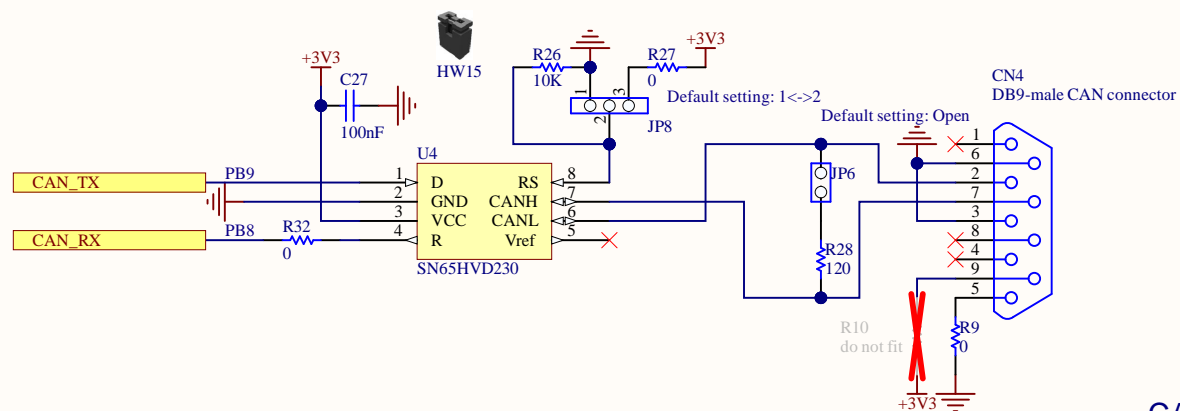 HW15
R26
10K
R27
0
+3V3
1
2
3
JP8
Default setting: 1<->2
+3V3
C27
100nF
CN4
DB9-male CAN connector
Default setting: Open
U4
CAN_TX
PB9
1
D
RS
8
2
GND
CANH
7
3
VCC
CANL
6
CAN_RX
PB8
R32
0
4
R
Vref
5
SN65HVD230
JP6
R28
120
1
6
2
7
3
8
4
9
5
R10
do not fit
R9
0
+3V3